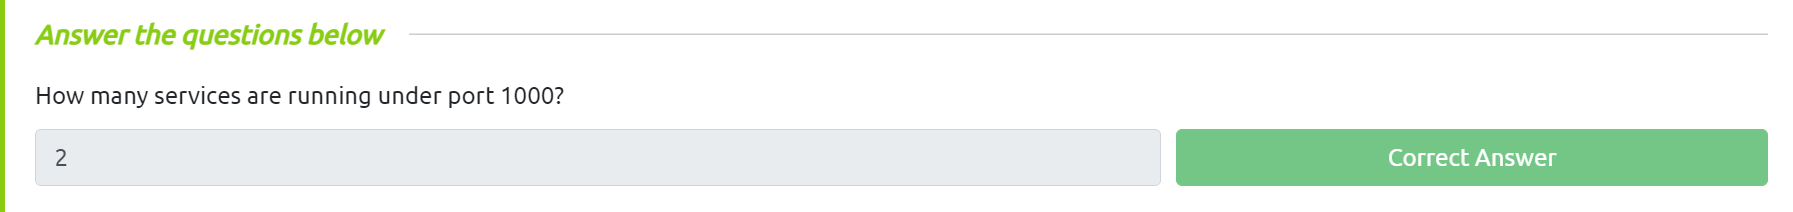 Answer the questions below
How many services are running under port 1000?
2
Correct Answer